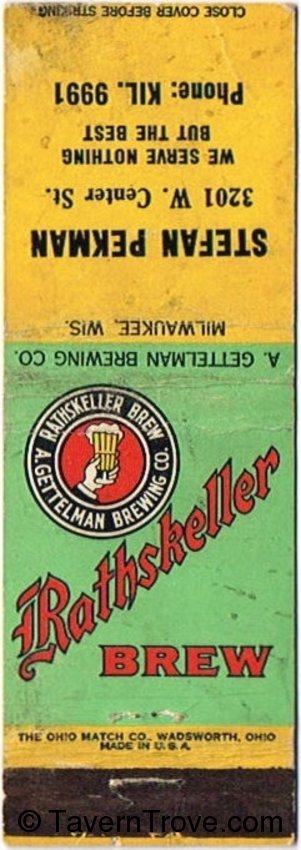 CLOSE COVER BEFORE STRIKING
Phone: KIL. 9991
BUT THE BEST
WE SERVE NOTHING
3201 W. Center St.
STEFAN PEKMAN
MILWAUKEE, WIS.
A. GETTELMAN BREWING CO.
RATHSKELLER BREW
A. GETTELMAN BREWING CO.
Rathskeller
BREW
THE OHIO MATCH CO., WADSWORTH, OHIO
MADE IN U.S.A.
© TavernTrove.com